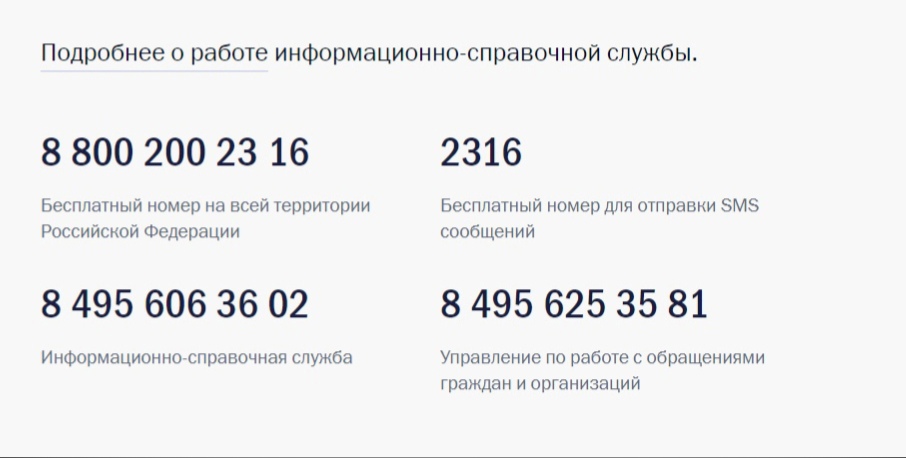 Подробнее о работе информационно-справочной службы.
8 800 200 23 16
Бесплатный номер на всей территории
Российской Федерации
2316
Бесплатный номер для отправки SMS
сообщений
8 495 606 36 02
Информационно-справочная служба
8 495 625 35 81
Управление по работе с обращениями
граждан и организаций